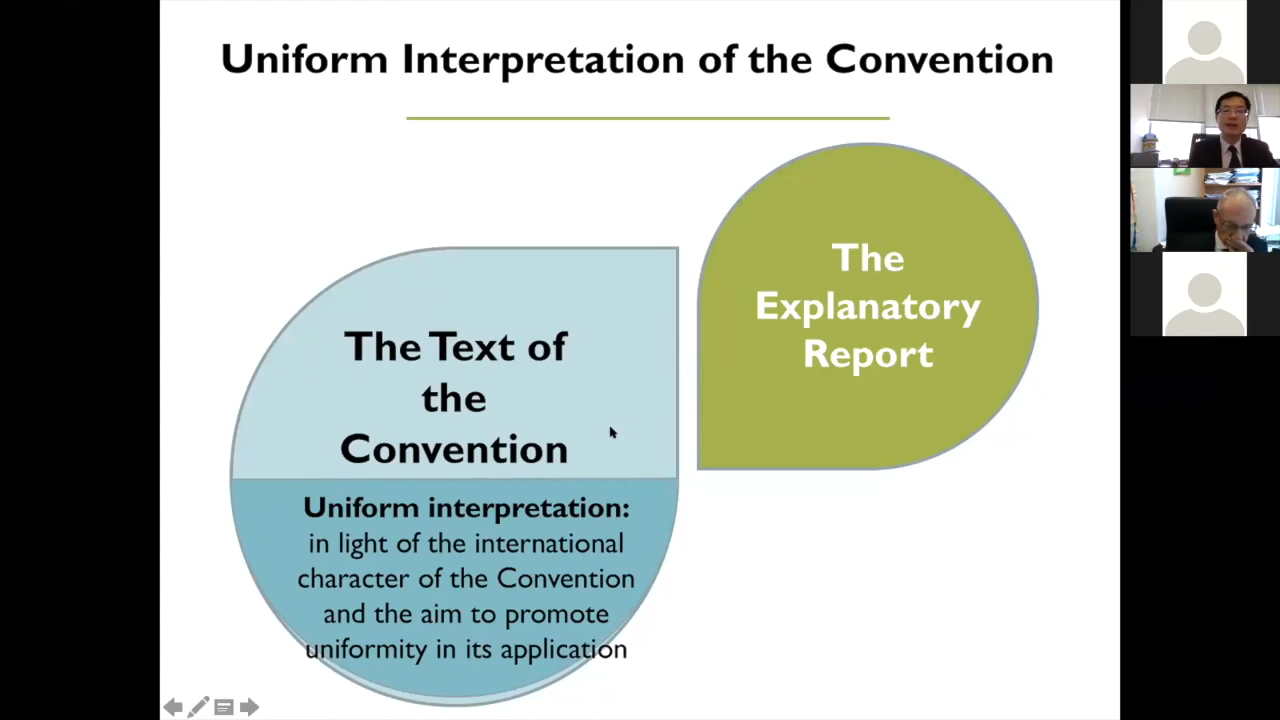 Uniform Interpretation of the Convention
The Text of
the
Convention
Uniform interpretation:
in light of the international
character of the Convention
and the aim to promote
uniformity in its application
The
Explanatory
Report